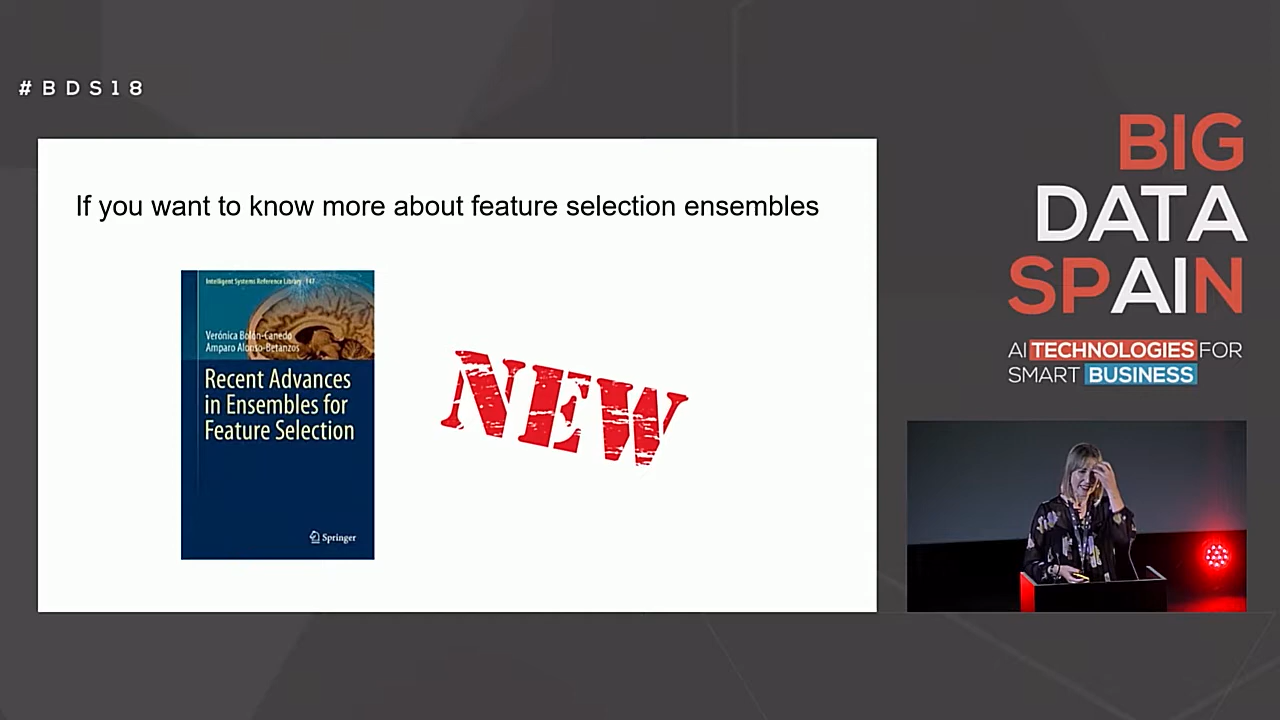 #BDS18
If you want to know more about feature selection ensembles
Intelligent Systems Reference Library 147
Verónica Bolón-Canedo
Amparo Alonso-Betanzos
Recent Advances
in Ensembles for
Feature Selection
Springer
NEW
BIG
DATA
SPAIN
AI TECHNOLOGIES FOR
SMART BUSINESS